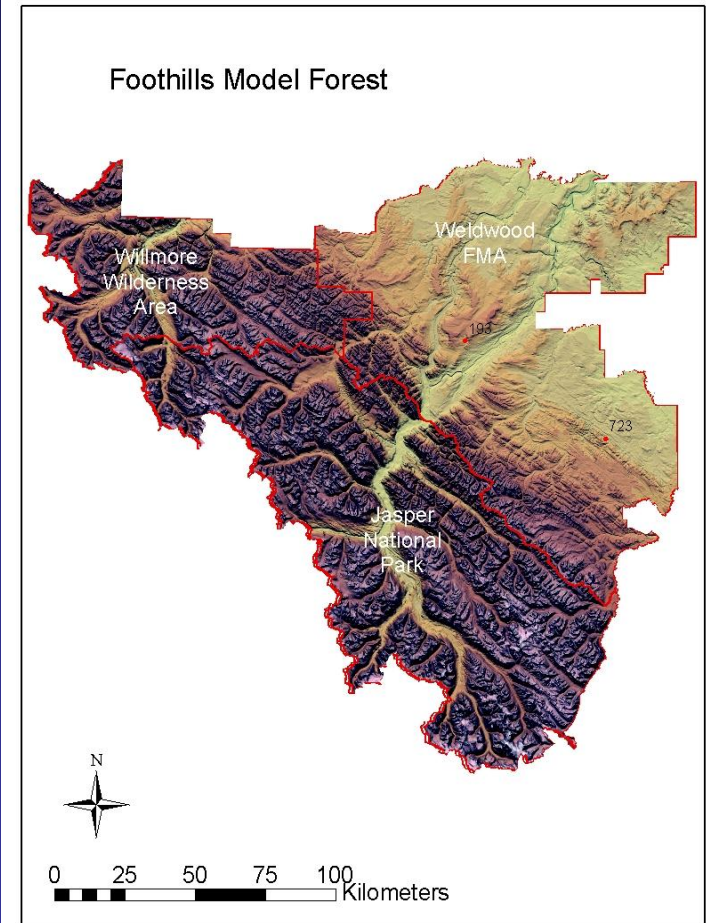 Foothills Model Forest
Weldwood
FMA
Willmore
Wilderness
Area
193
723
Jasper
National
Park
N
0 25 50 75 100
Kilometers